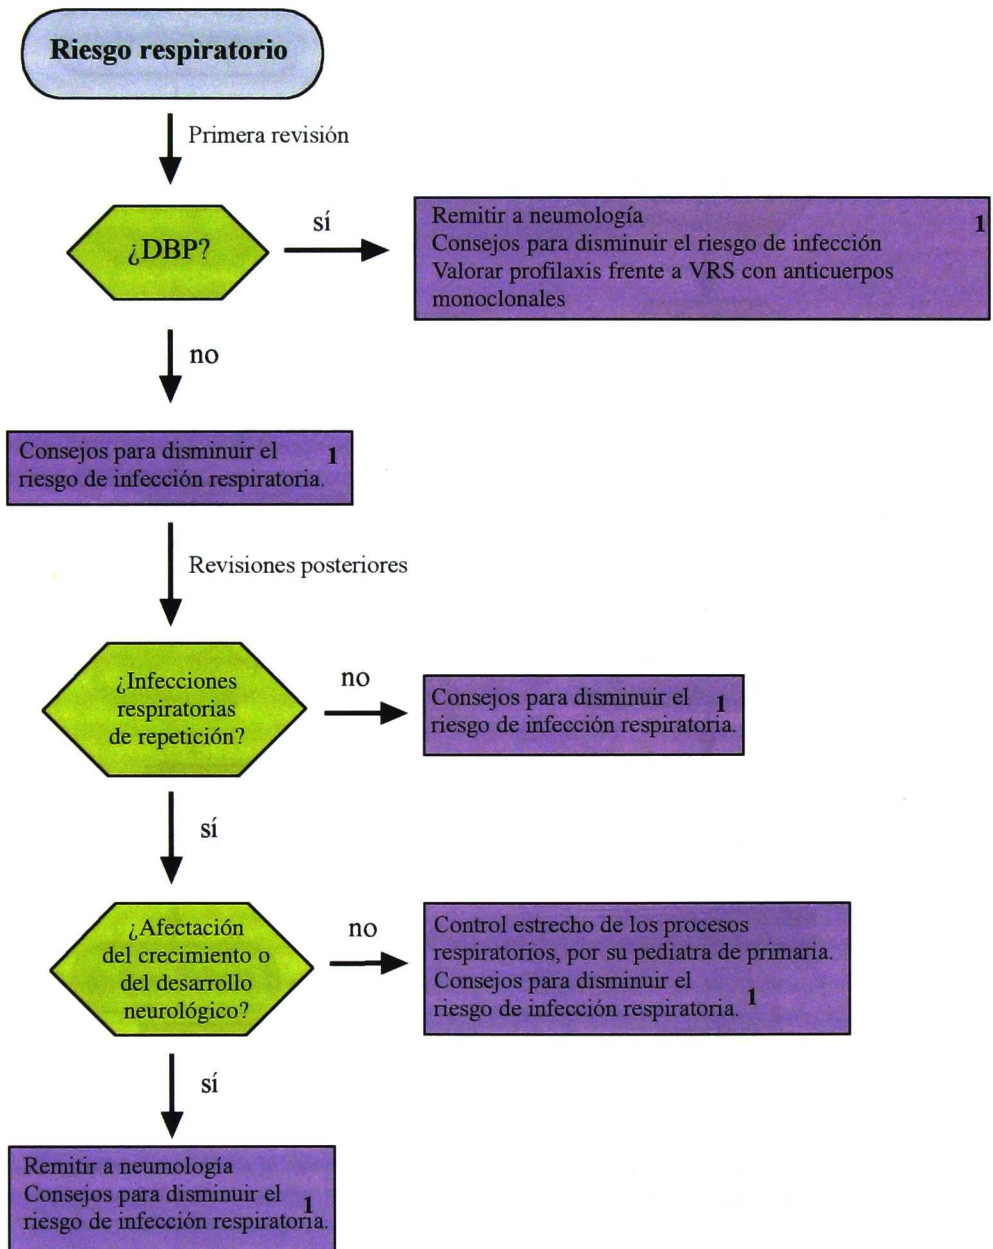 Riesgo respiratorio
Primera revisión
¿DBP?
sí
Remitir a neumología 1
Consejos para disminuir el riesgo de infección
Valorar profilaxis frente a VRS con anticuerpos
monoclonales
no
Consejos para disminuir el 1
riesgo de infección respiratoria.
Revisiones posteriores
¿Infecciones
respiratorias
de repetición?
no
Consejos para disminuir el 1
riesgo de infección respiratoria.
sí
¿Afectación
del crecimiento o
del desarrollo
neurológico?
no
Control estrecho de los procesos
respiratorios, por su pediatra de primaria.
Consejos para disminuir el
riesgo de infección respiratoria. 1
sí
Remitir a neumología
Consejos para disminuir el 1
riesgo de infección respiratoria.